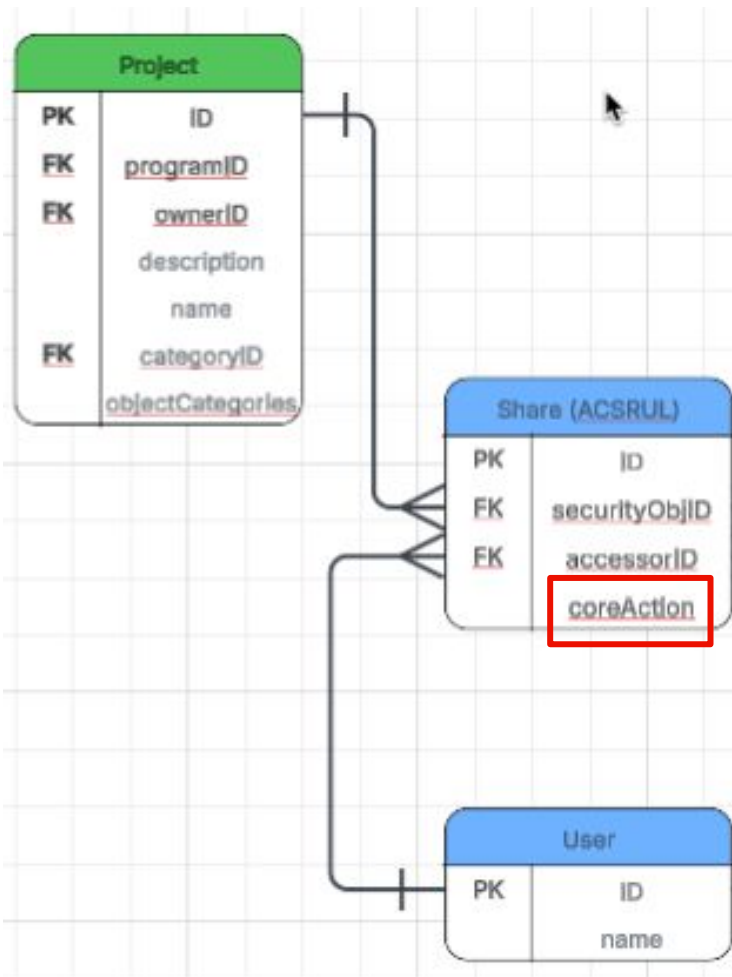 Project
PK ID
FK programID
FK ownerID
description
name
FK categoryID
objectCategories
Share (ACSRUL)
PK ID
FK securityObjID
FK accessorID
coreAction
User
PK ID
name